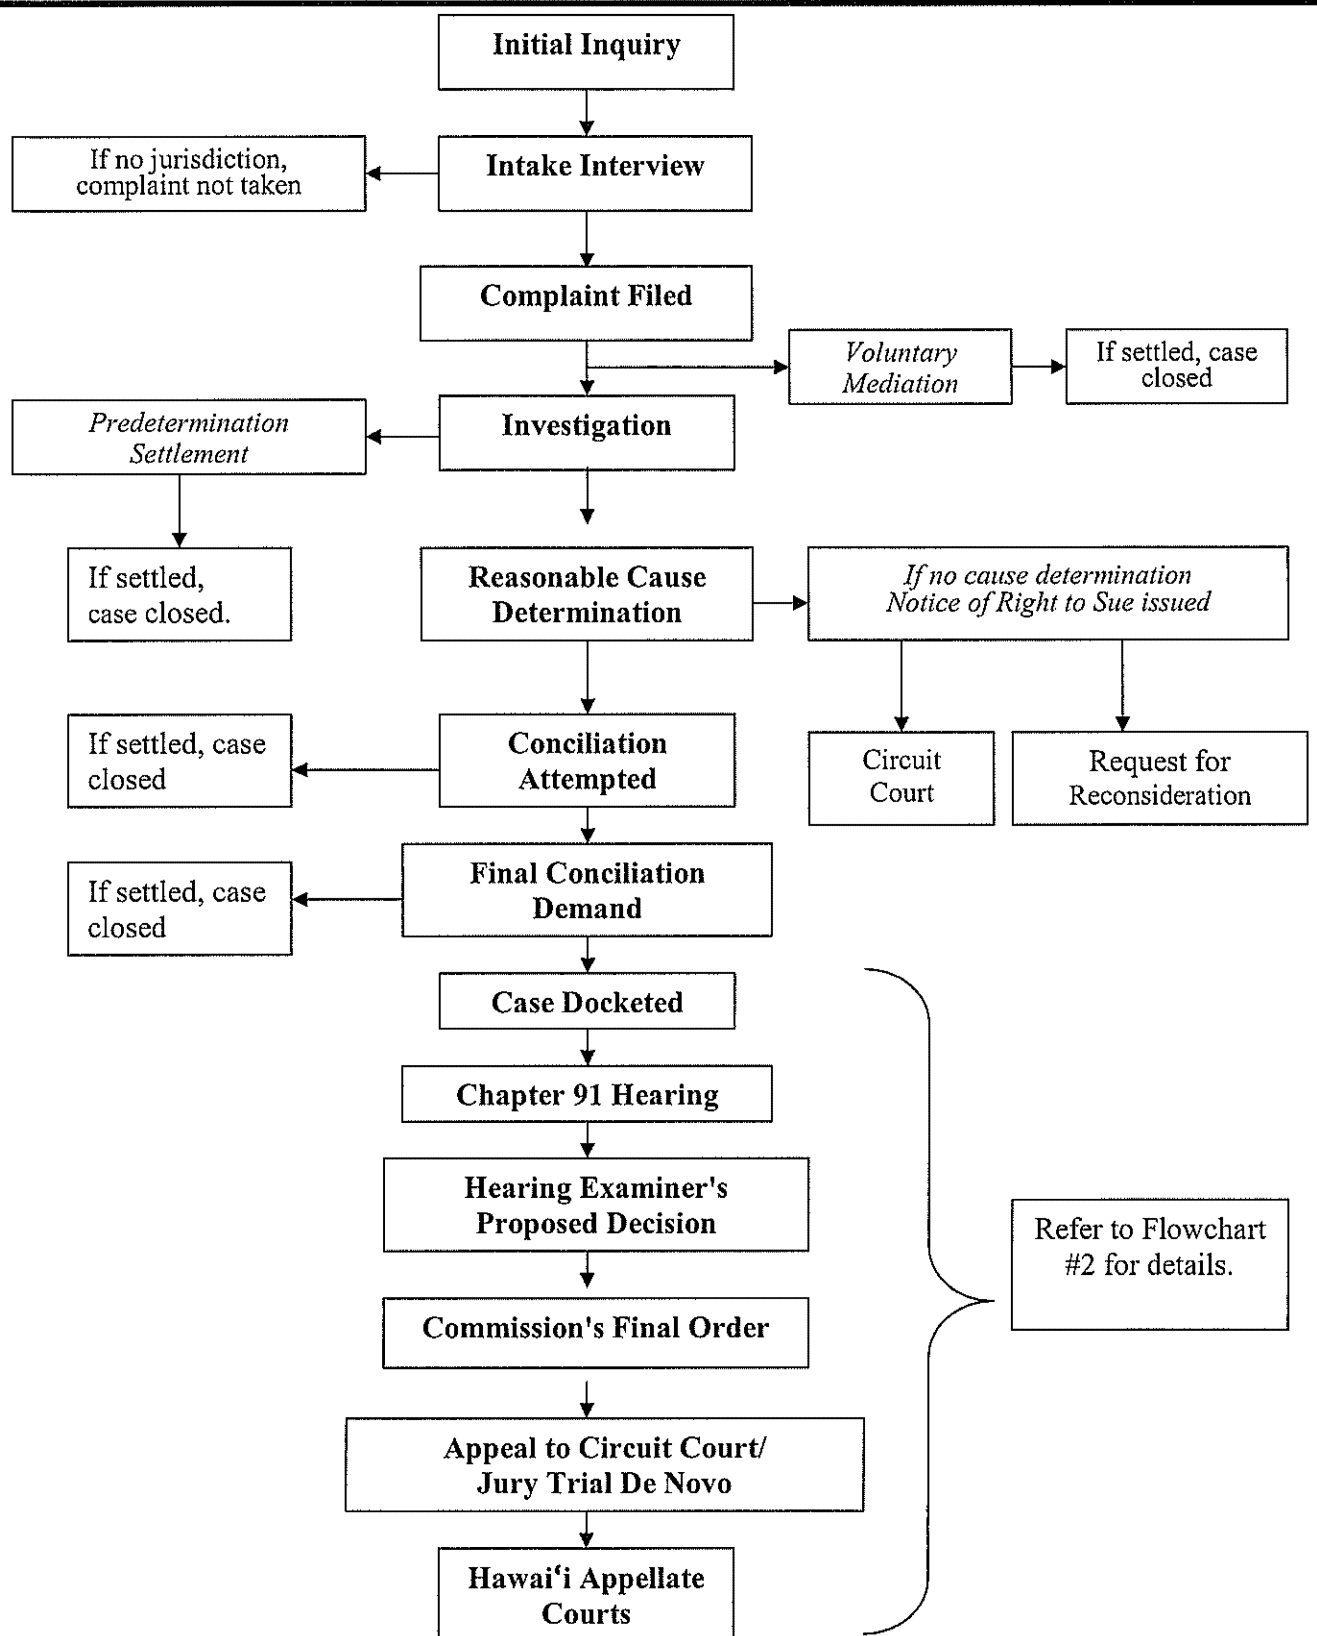 Initial Inquiry
If no jurisdiction,
complaint not taken
Intake Interview
Complaint Filed
Voluntary
Mediation
If settled, case
closed
Predetermination
Settlement
Investigation
If settled,
case closed.
Reasonable Cause
Determination
If no cause determination
Notice of Right to Sue issued
If settled, case
closed
Conciliation
Attempted
Circuit
Court
Request for
Reconsideration
If settled, case
closed
Final Conciliation
Demand
Case Docketed
Chapter 91 Hearing
Hearing Examiner's
Proposed Decision
Refer to Flowchart
#2 for details.
Commission's Final Order
Appeal to Circuit Court/
Jury Trial De Novo
Hawai‘i Appellate
Courts